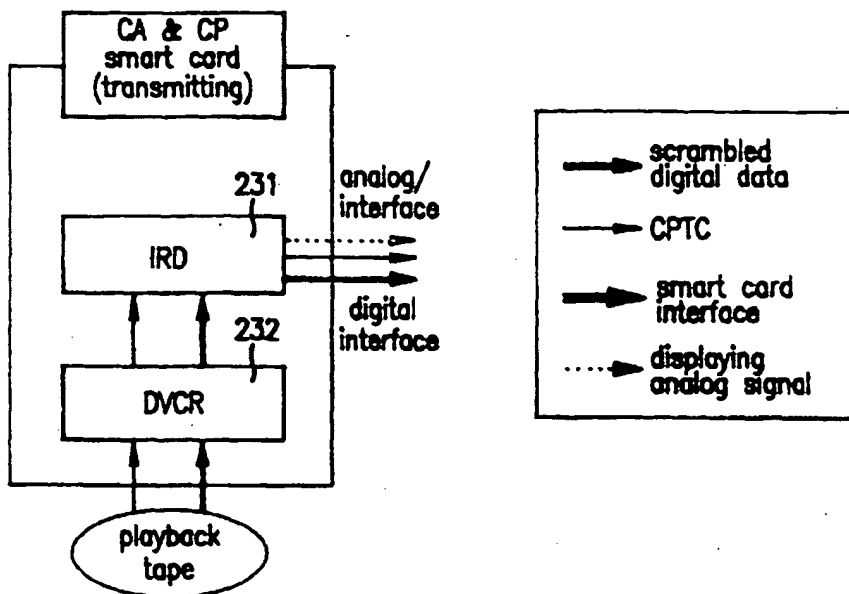 CA & CP
smart card
(transmitting)
231
analog/
interface
IRD
digital
interface
232
DVCR
playback
tape
scrambled
digital data
CPTC
smart card
interface
displaying
analog signal